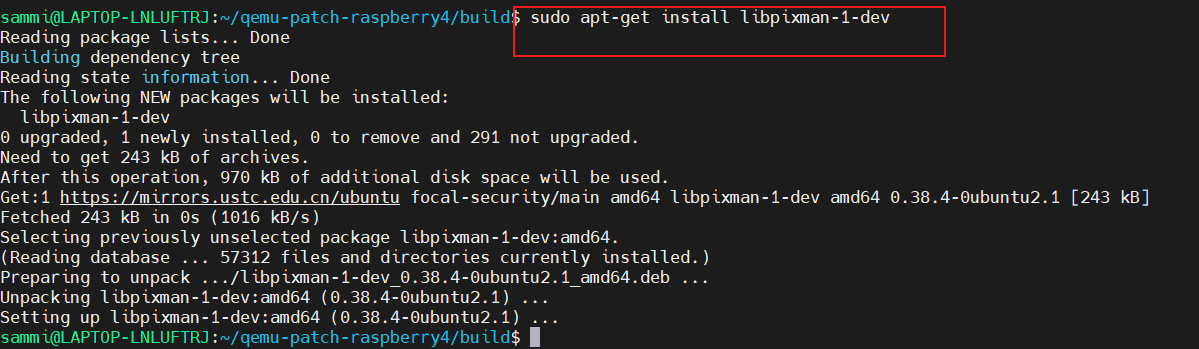 sammi@LAPTOP-LNLUFTRJ:~/qemu-patch-raspberry4/build$ sudo apt-get install libpixman-1-dev
Reading package lists... Done
Building dependency tree
Reading state information... Done
The following NEW packages will be installed:
  libpixman-1-dev
0 upgraded, 1 newly installed, 0 to remove and 291 not upgraded.
Need to get 243 kB of archives.
After this operation, 970 kB of additional disk space will be used.
Get:1 https://mirrors.ustc.edu.cn/ubuntu focal-security/main amd64 libpixman-1-dev amd64 0.38.4-0ubuntu2.1 [243 kB]
Fetched 243 kB in 0s (1016 kB/s)
Selecting previously unselected package libpixman-1-dev:amd64.
(Reading database ... 57312 files and directories currently installed.)
Preparing to unpack .../libpixman-1-dev_0.38.4-0ubuntu2.1_amd64.deb ...
Unpacking libpixman-1-dev:amd64 (0.38.4-0ubuntu2.1) ...
Setting up libpixman-1-dev:amd64 (0.38.4-0ubuntu2.1) ...
sammi@LAPTOP-LNLUFTRJ:~/qemu-patch-raspberry4/build$